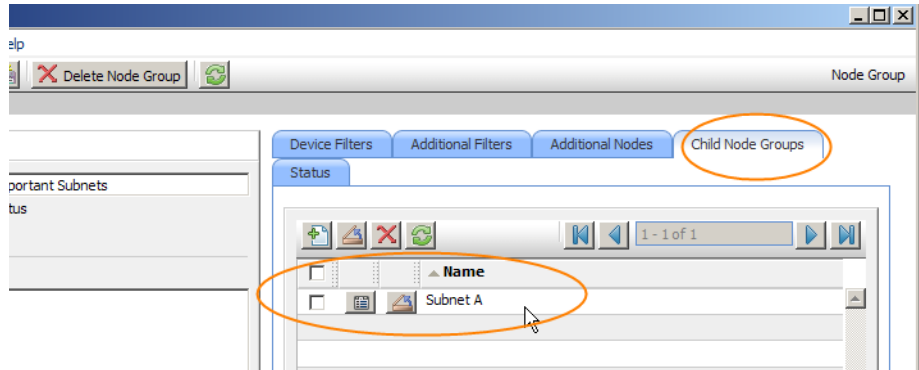 elp
Delete Node Group
Node Group
Device Filters
Additional Filters
Additional Nodes
Child Node Groups
Status
portant Subnets
tus
1 - 1 of 1
Name
Subnet A